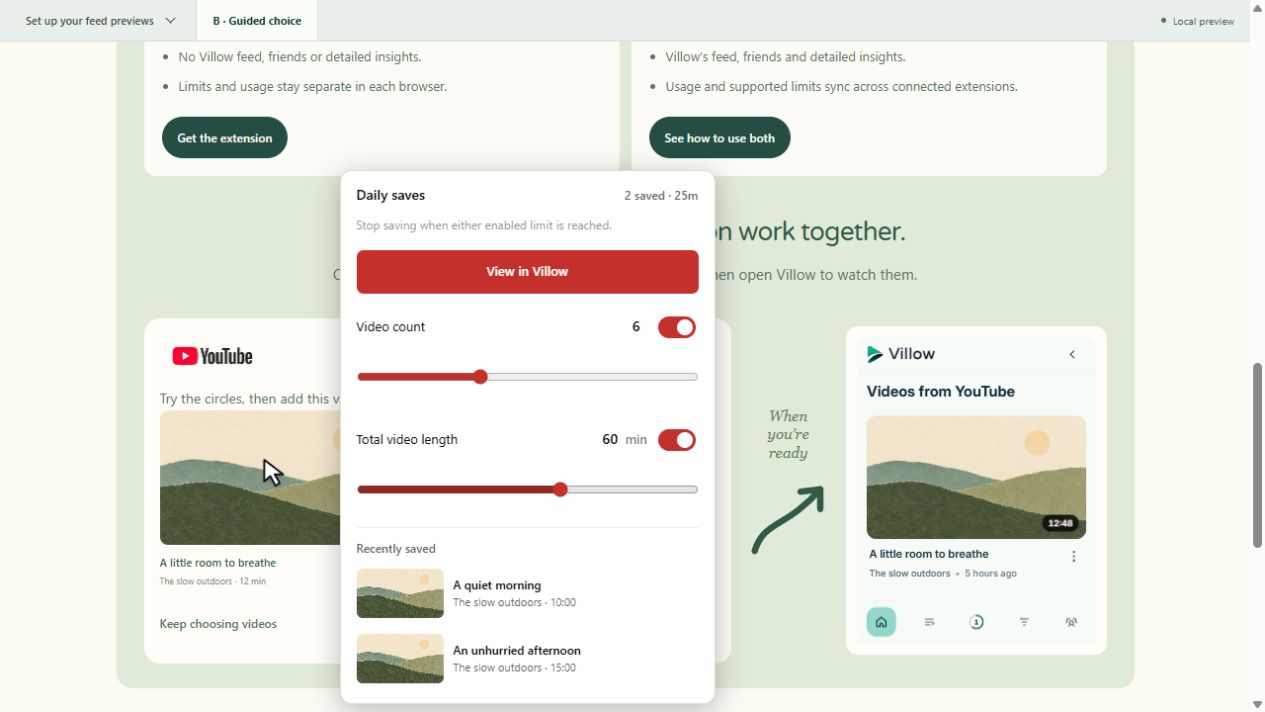 Set up your feed previews
B · Guided choice
Local preview
No Villow feed, friends or detailed insights.
Limits and usage stay separate in each browser.
Get the extension
Villow's feed, friends and detailed insights.
Usage and supported limits sync across connected extensions.
See how to use both
on work together.
then open Villow to watch them.
YouTube
Try the circles, then add this
A little room to breathe
The slow outdoors · 12 min
Keep choosing videos
Daily saves
2 saved · 25m
Stop saving when either enabled limit is reached.
View in Villow
Video count
6
Total video length
60 min
Recently saved
A quiet morning
The slow outdoors · 10:00
An unhurried afternoon
The slow outdoors · 15:00
When
you're
ready
Villow
Videos from YouTube
12:48
A little room to breathe
The slow outdoors • 5 hours ago
1